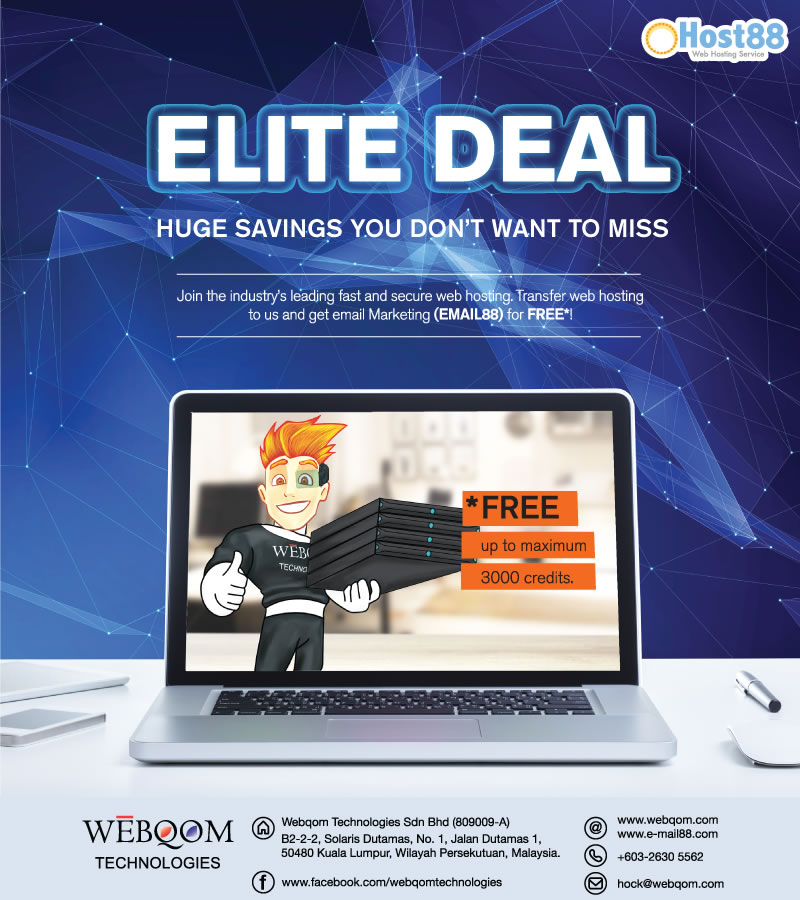 Host88
Web Hosting Service
ELITE DEAL
HUGE SAVINGS YOU DON'T WANT TO MISS
Join the industry's leading fast and secure web hosting. Transfer web hosting
to us and get email Marketing (EMAIL88) for FREE*!
*FREE
up to maximum
3000 credits.
WEBQOM
TECHNOLOGIES
Webqom Technologies Sdn Bhd (809009-A)
B2-2-2, Solaris Dutamas, No. 1, Jalan Dutamas 1,
50480 Kuala Lumpur, Wilayah Persekutuan, Malaysia.
www.facebook.com/webqomtechnologies
www.webqom.com
www.e-mail88.com
+603-2630 5562
hock@webqom.com